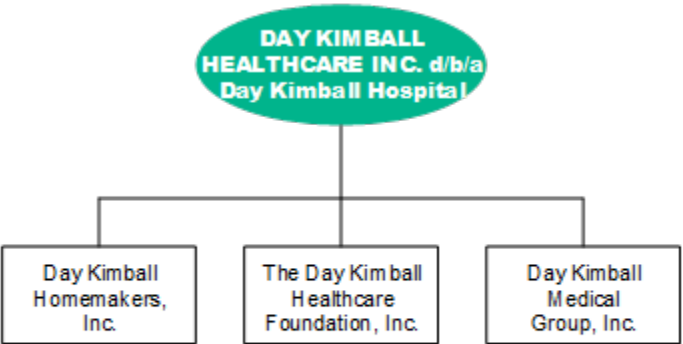 DAY KIMBALL
HEALTHCARE INC. d/b/a
Day Kimball Hospital
Day Kimball
Homemakers,
Inc.
The Day Kimball
Healthcare
Foundation, Inc.
Day Kimball
Medical
Group, Inc.